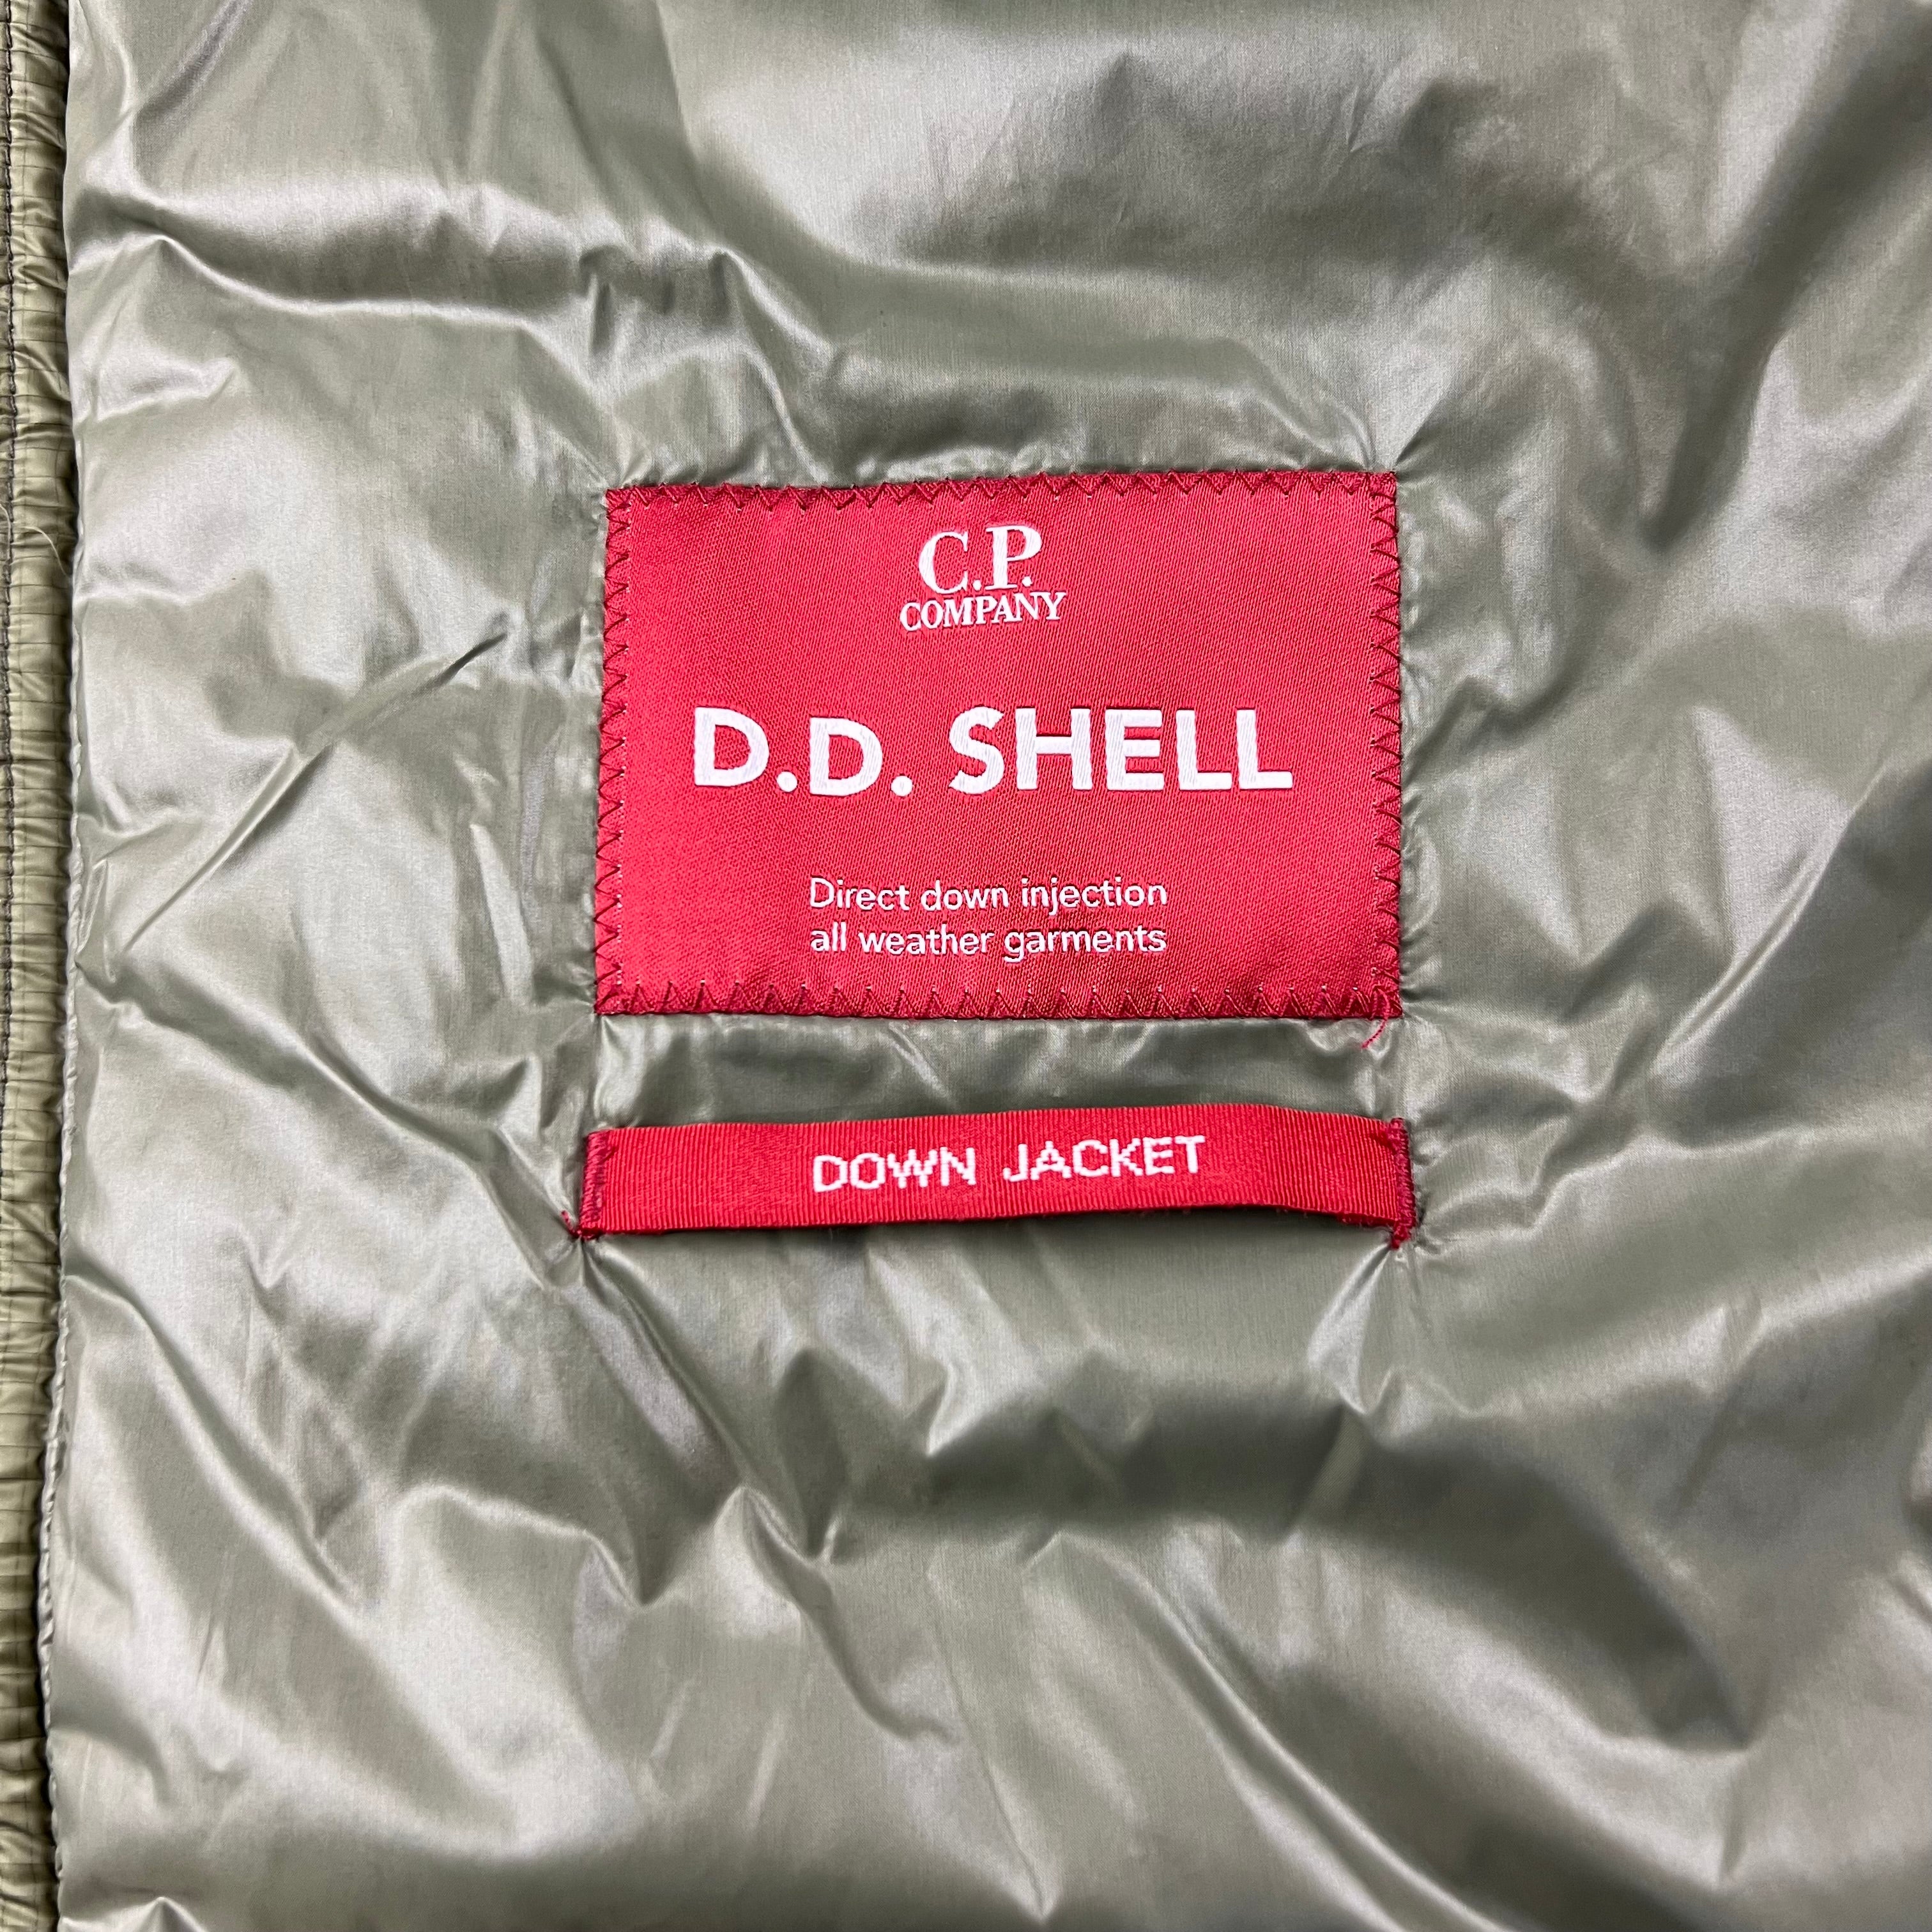 C.P.
COMPANY
D.D. SHELL
Direct down injection
all weather garments
DOWN JACKET